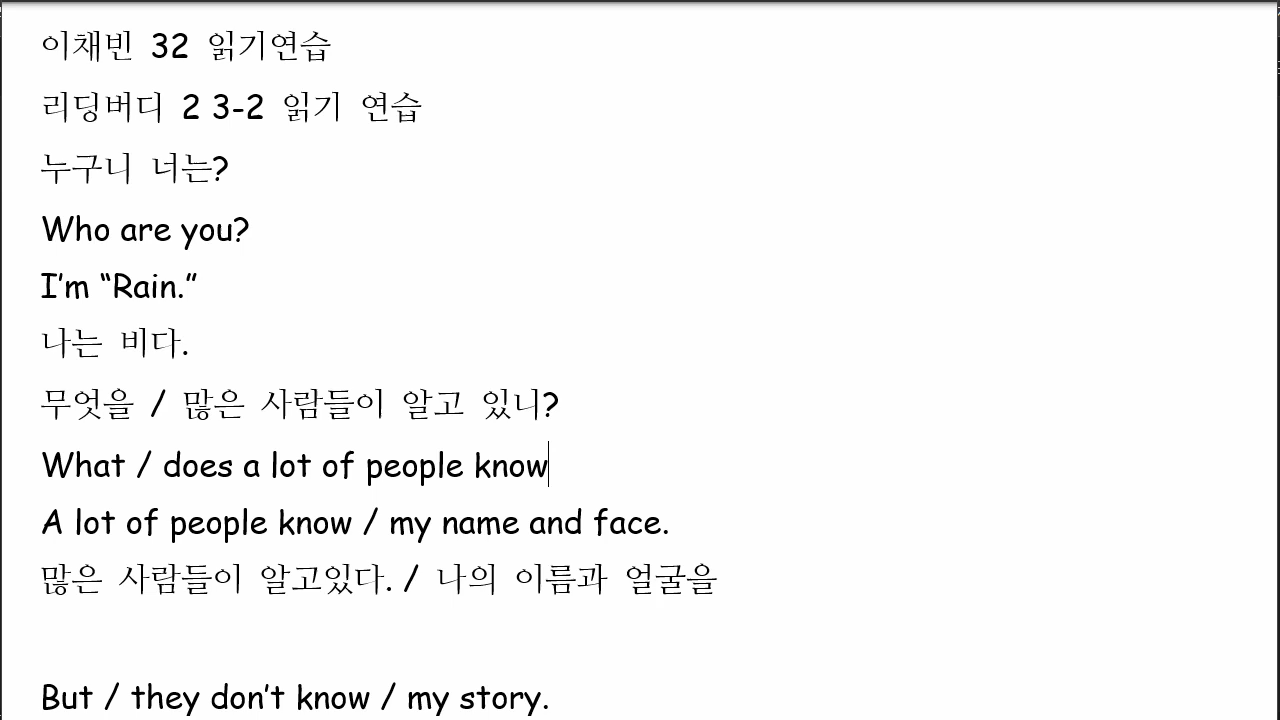 이채빈 32 읽기연습
리딩버디 2 3-2 읽기 연습
누구니 너는?
Who are you?
I’m “Rain.”
나는 비다.
무엇을 / 많은 사람들이 알고 있니?
What / does a lot of people know
A lot of people know / my name and face.
많은 사람들이 알고있다. / 나의 이름과 얼굴을
But / they don’t know / my story.